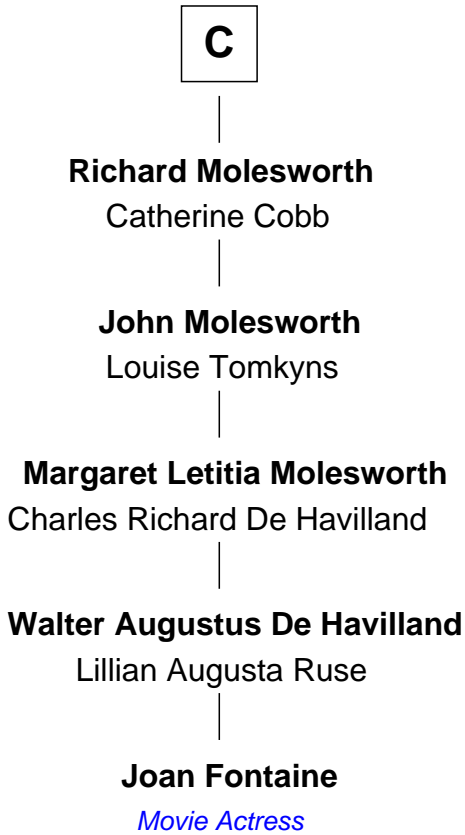 C
Richard Molesworth
Catherine Cobb
John Molesworth
Louise Tomkyns
Margaret Letitia Molesworth
Charles Richard De Havilland
Walter Augustus De Havilland
Lillian Augusta Ruse
Joan Fontaine
Movie Actress